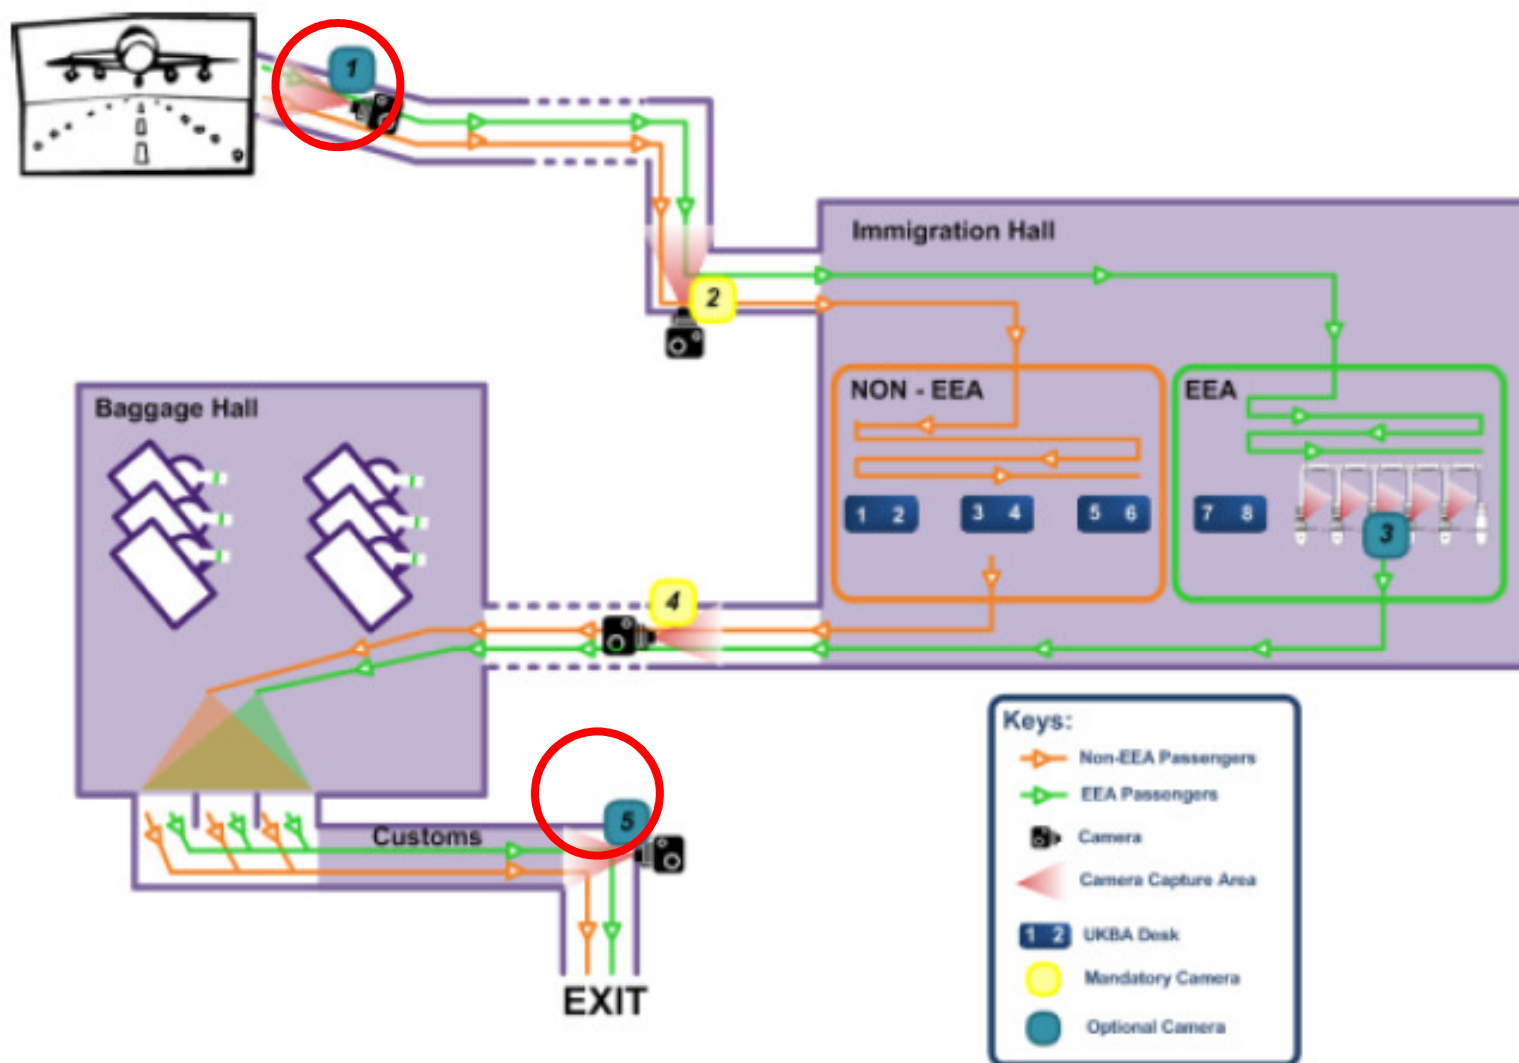 1
2
Immigration Hall
NON - EEA
EEA
1 2
3 4
5 6
7 8
3
Baggage Hall
4
5
Customs
EXIT
Keys:
Non-EEA Passengers
EEA Passengers
Camera
Camera Capture Area
1 2 UKBA Desk
Mandatory Camera
Optional Camera